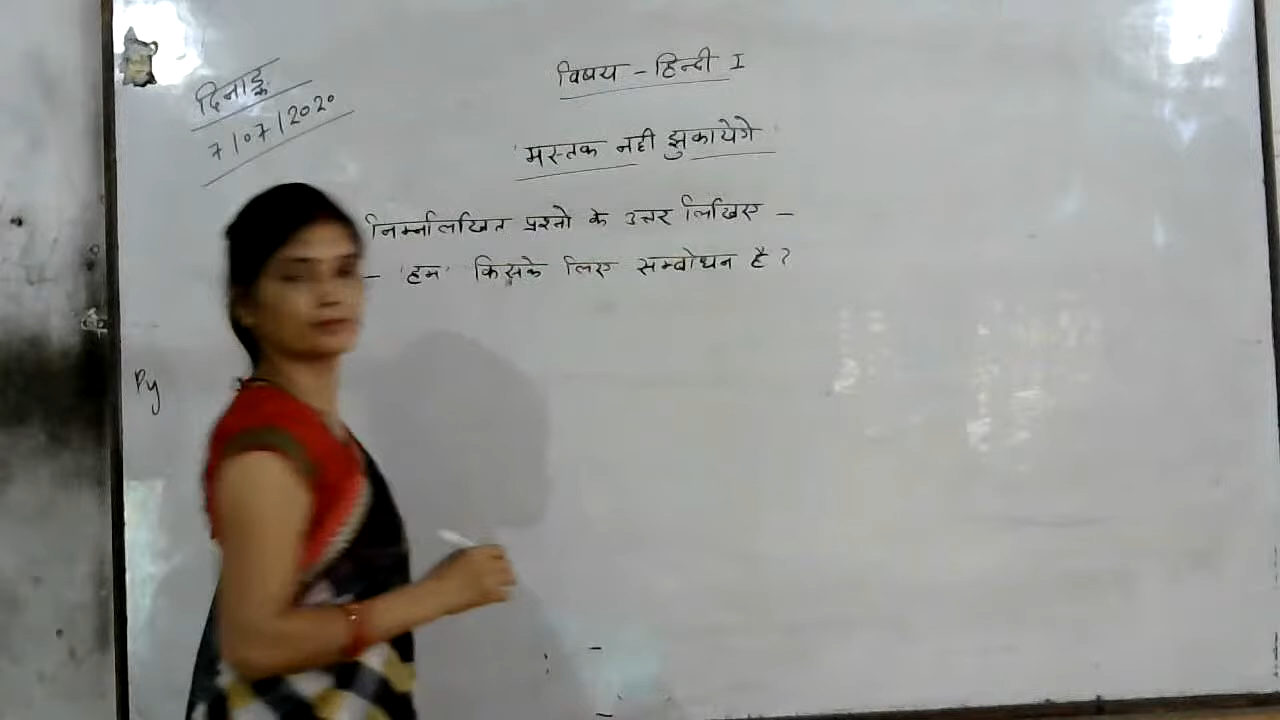 विषय – हिन्दी I
दिनाङ्क
7/07/2020
मस्तक नही झुकायेगे
निम्नलिखित प्रश्नो के उत्तर लिखिए –
– 'हम' किसके लिए सम्बोधन है ?
Py